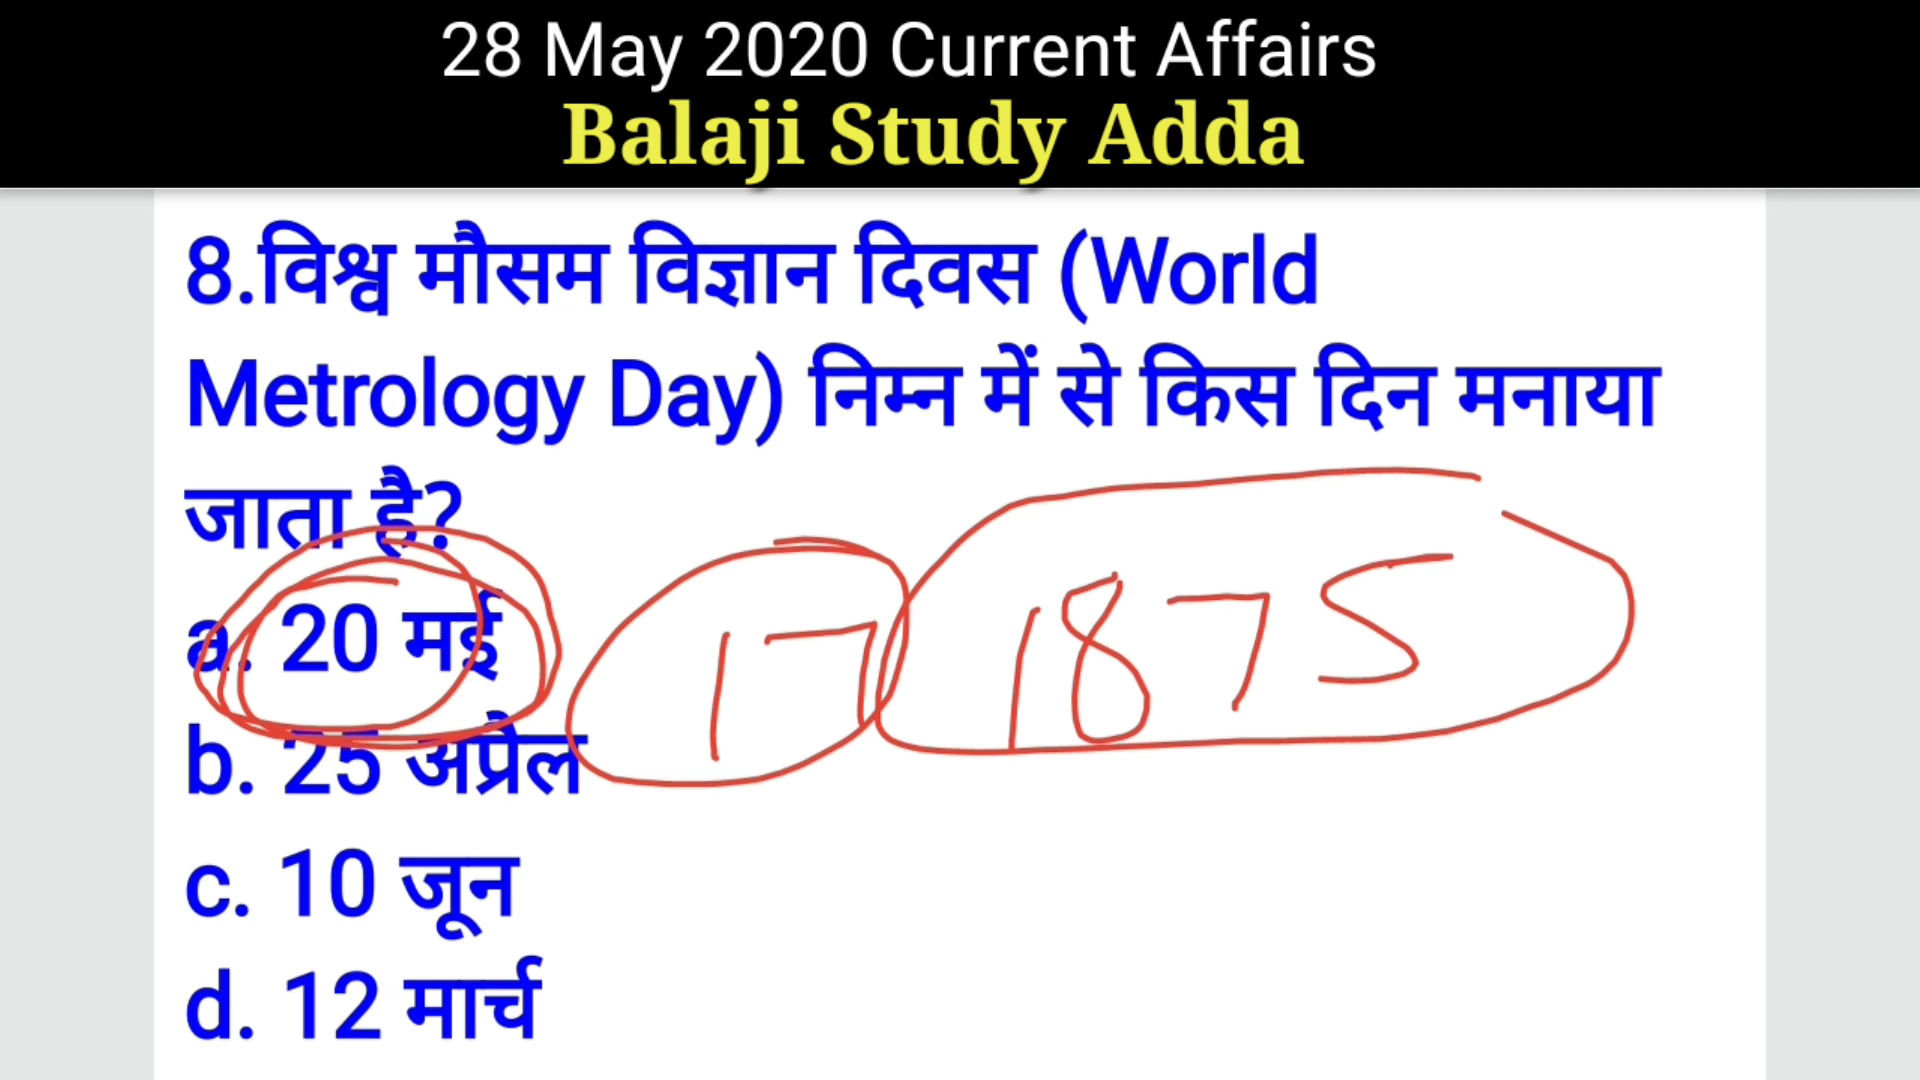 28 May 2020 Current Affairs
Balaji Study Adda
8.विश्व मौसम विज्ञान दिवस (World
Metrology Day) निम्न में से किस दिन मनाया
जाता है?
a. 20 मई
17 1875
b. 25 अप्रैल
c. 10 जून
d. 12 मार्च